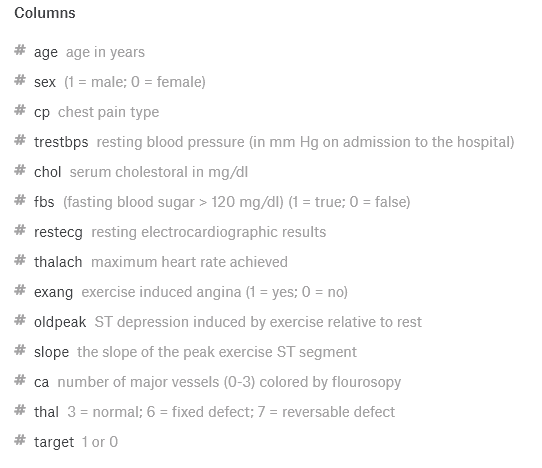 Columns
# age age in years
# sex (1 = male; 0 = female)
# cp chest pain type
# trestbps resting blood pressure (in mm Hg on admission to the hospital)
# chol serum cholestoral in mg/dl
# fbs (fasting blood sugar > 120 mg/dl) (1 = true; 0 = false)
# restecg resting electrocardiographic results
# thalach maximum heart rate achieved
# exang exercise induced angina (1 = yes; 0 = no)
# oldpeak ST depression induced by exercise relative to rest
# slope the slope of the peak exercise ST segment
# ca number of major vessels (0-3) colored by flourosopy
# thal 3 = normal; 6 = fixed defect; 7 = reversable defect
# target 1 or 0